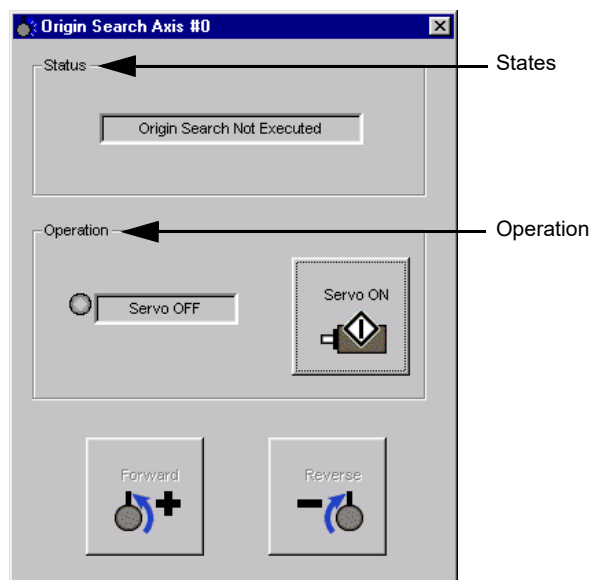 Origin Search Axis #0
Status
States
Origin Search Not Executed
Operation
Operation
Servo OFF
Servo ON
Forward
Reverse